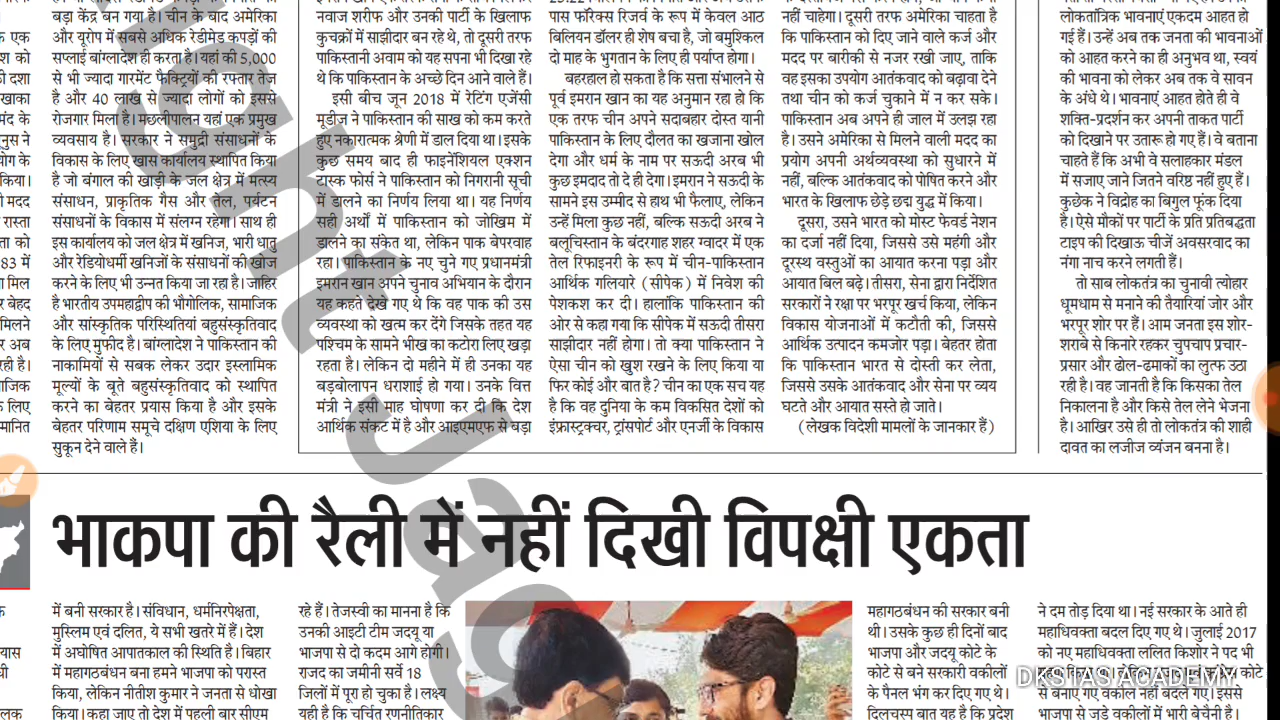 बड़ा केंद्र बन गया है। चीन के बाद अमेरिका
और यूरोप में सबसे अधिक रेडीमेड कपड़ों की
सप्लाई बांग्लादेश ही करता है। यहां की 5,000
से भी ज्यादा गारमेंट फैक्ट्रियों की रफ्तार तेज
है और 40 लाख से ज्यादा लोगों को इससे
रोजगार मिला है। मछलीपालन यहां एक प्रमुख
व्यवसाय है। सरकार ने समुद्री संसाधनों के
विकास के लिए खास कार्यालय स्थापित किया
है जो बंगाल की खाड़ी के जल क्षेत्र में मत्स्य
संसाधन, प्राकृतिक गैस और तेल, पर्यटन
संसाधनों के विकास में संलग्न रहेगा। साथ ही
इस कार्यालय को जल क्षेत्र में खनिज, भारी धातु
और रेडियोधर्मी खनिजों के संसाधनों की खोज
करने के लिए भी उन्नत किया जा रहा है। जाहिर
है भारतीय उपमहाद्वीप की भौगोलिक, सामाजिक
और सांस्कृतिक परिस्थितियां बहुसंस्कृतिवाद
के लिए मुफीद है। बांग्लादेश ने पाकिस्तान की
नाकामियों से सबक लेकर उदार इस्लामिक
मूल्यों के बूते बहुसंस्कृतिवाद को स्थापित
करने का बेहतर प्रयास किया है और इसके
बेहतर परिणाम समूचे दक्षिण एशिया के लिए
सुकून देने वाले हैं।
नवाज शरीफ और उनकी पार्टी के खिलाफ
कुचक्रों में साझीदार बन रहे थे, तो दूसरी तरफ
पाकिस्तानी अवाम को यह सपना भी दिखा रहे
थे कि पाकिस्तान के अच्छे दिन आने वाले हैं।
इसी बीच जून 2018 में रेटिंग एजेंसी
मूडीज ने पाकिस्तान की साख को कम करते
हुए नकारात्मक श्रेणी में डाल दिया था। इसके
कुछ समय बाद ही फाइनेंशियल एक्शन
टास्क फोर्स ने पाकिस्तान को निगरानी सूची
में डालने का निर्णय लिया था। यह निर्णय
सही अर्थों में पाकिस्तान को जोखिम में
डालने का संकेत था, लेकिन पाक बेपरवाह
रहा। पाकिस्तान के नए चुने गए प्रधानमंत्री
इमरान खान अपने चुनाव अभियान के दौरान
यह कहते देखे गए थे कि वह पाक की उस
व्यवस्था को खत्म कर देंगे जिसके तहत यह
पश्चिम के सामने भीख का कटोरा लिए खड़ा
रहता है। लेकिन दो महीने में ही उनका यह
बड़बोलापन धराशाई हो गया। उनके वित्त
मंत्री ने इसी माह घोषणा कर दी कि देश
आर्थिक संकट में है और आइएमएफ से बड़ा
पास फॉरेक्स रिजर्व के रूप में केवल आठ
बिलियन डॉलर ही शेष बचा है, जो बमुश्किल
दो माह के भुगतान के लिए ही पर्याप्त होगा।
बहरहाल हो सकता है कि सत्ता संभालने से
पूर्व इमरान खान का यह अनुमान रहा हो कि
एक तरफ चीन अपने सदाबहार दोस्त यानी
पाकिस्तान के लिए दौलत का खजाना खोल
देगा और धर्म के नाम पर सऊदी अरब भी
कुछ इमदाद तो दे ही देगा। इमरान ने सऊदी के
सामने इस उम्मीद से हाथ भी फैलाए, लेकिन
उन्हें मिला कुछ नहीं, बल्कि सऊदी अरब ने
बलूचिस्तान के बंदरगाह शहर ग्वादर में एक
तेल रिफाइनरी के रूप में चीन-पाकिस्तान
आर्थिक गलियारे (सीपेक) में निवेश की
पेशकश कर दी। हालांकि पाकिस्तान की
ओर से कहा गया कि सीपेक में सऊदी तीसरा
साझीदार नहीं होगा। तो क्या पाकिस्तान ने
ऐसा चीन को खुश रखने के लिए किया या
फिर कोई और बात है? चीन का एक सच यह
है कि वह दुनिया के कम विकसित देशों को
इंफ्रास्ट्रक्चर, ट्रांसपोर्ट और एनर्जी के विकास
नहीं चाहेगा। दूसरी तरफ अमेरिका चाहता है
कि पाकिस्तान को दिए जाने वाले कर्ज और
मदद पर बारीकी से नजर रखी जाए, ताकि
वह इसका उपयोग आतंकवाद को बढ़ावा देने
तथा चीन को कर्ज चुकाने में न कर सके।
पाकिस्तान अब अपने ही जाल में उलझ रहा
है। उसने अमेरिका से मिलने वाली मदद का
प्रयोग अपनी अर्थव्यवस्था को सुधारने में
नहीं, बल्कि आतंकवाद को पोषित करने और
भारत के खिलाफ छेड़े छद्म युद्ध में किया।
दूसरा, उसने भारत को मोस्ट फेवर्ड नेशन
का दर्जा नहीं दिया, जिससे उसे महंगी और
दूरस्थ वस्तुओं का आयात करना पड़ा और
आयात बिल बढ़े। तीसरा, सेना द्वारा निर्देशित
सरकारों ने रक्षा पर भरपूर खर्च किया, लेकिन
विकास योजनाओं में कटौती की, जिससे
आर्थिक उत्पादन कमजोर पड़ा। बेहतर होता
कि पाकिस्तान भारत से दोस्ती कर लेता,
जिससे उसके आतंकवाद और सेना पर व्यय
घटते और आयात सस्ते हो जाते।
(लेखक विदेशी मामलों के जानकार हैं)
लोकतांत्रिक भावनाएं एकदम आहत हो
गई हैं। उन्हें अब तक जनता की भावनाओं
को आहत करने का ही अनुभव था, स्वयं
की भावना को लेकर अब तक वे सावन
के अंधे थे। भावनाएं आहत होते ही वे
शक्ति-प्रदर्शन कर अपनी ताकत पार्टी
को दिखाने पर उतारू हो गए हैं। वे बताना
चाहते हैं कि अभी वे सलाहकार मंडल
में सजाए जाने जितने वरिष्ठ नहीं हुए हैं।
कुछेक ने विद्रोह का बिगुल फूंक दिया
है। ऐसे मौकों पर पार्टी के प्रति प्रतिबद्धता
टाइप की दिखाऊ चीजें अवसरवाद का
नंगा नाच करने लगती हैं।
तो साब लोकतंत्र का चुनावी त्योहार
धूमधाम से मनाने की तैयारियां जोर और
भरपूर शोर पर हैं। आम जनता इस शोर-
शराबे से किनारे रहकर चुपचाप प्रचार-
प्रसार और ढोल-ढमाकों का लुत्फ उठा
रही है। वह जानती है कि किसका तेल
निकालना है और किसे तेल लेने भेजना
है। आखिर उसे ही तो लोकतंत्र की शाही
दावत का लजीज व्यंजन बनना है।
भाकपा की रैली में नहीं दिखी विपक्षी एकता
में बनी सरकार है। संविधान, धर्मनिरपेक्षता,
मुस्लिम एवं दलित, ये सभी खतरे में हैं। देश
में अघोषित आपातकाल की स्थिति है। बिहार
में महागठबंधन बना हमने भाजपा को परास्त
किया, लेकिन नीतीश कुमार ने जनता से धोखा
किया। कहा जाए तो देश में पहली बार सीएम
रहे हैं। तेजस्वी का मानना है कि
उनकी आइटी टीम जदयू या
भाजपा से दो कदम आगे होगी।
राजद का जमीनी सर्वे 18
जिलों में पूरा हो चुका है। लक्ष्य
यही है कि चर्चित रणनीतिकार
महागठबंधन की सरकार बनी
थी। उसके कुछ ही दिनों बाद
भाजपा और जदयू कोटे के
कोटे से बने सरकारी वकीलों
के पैनल भंग कर दिए गए थे।
दिलचस्प बात यह है कि प्रदेश
ने दम तोड़ दिया था। नई सरकार के आते ही
महाधिवक्ता बदल दिए गए थे। जुलाई 2017
को नए महाधिवक्ता ललित किशोर ने पद भी
कोटे
से बनाए गए वकील नहीं बदले गए। इससे
भाजपा से जुड़े वकीलों में भारी बेचैनी है।
DKSIAS ACADEMY